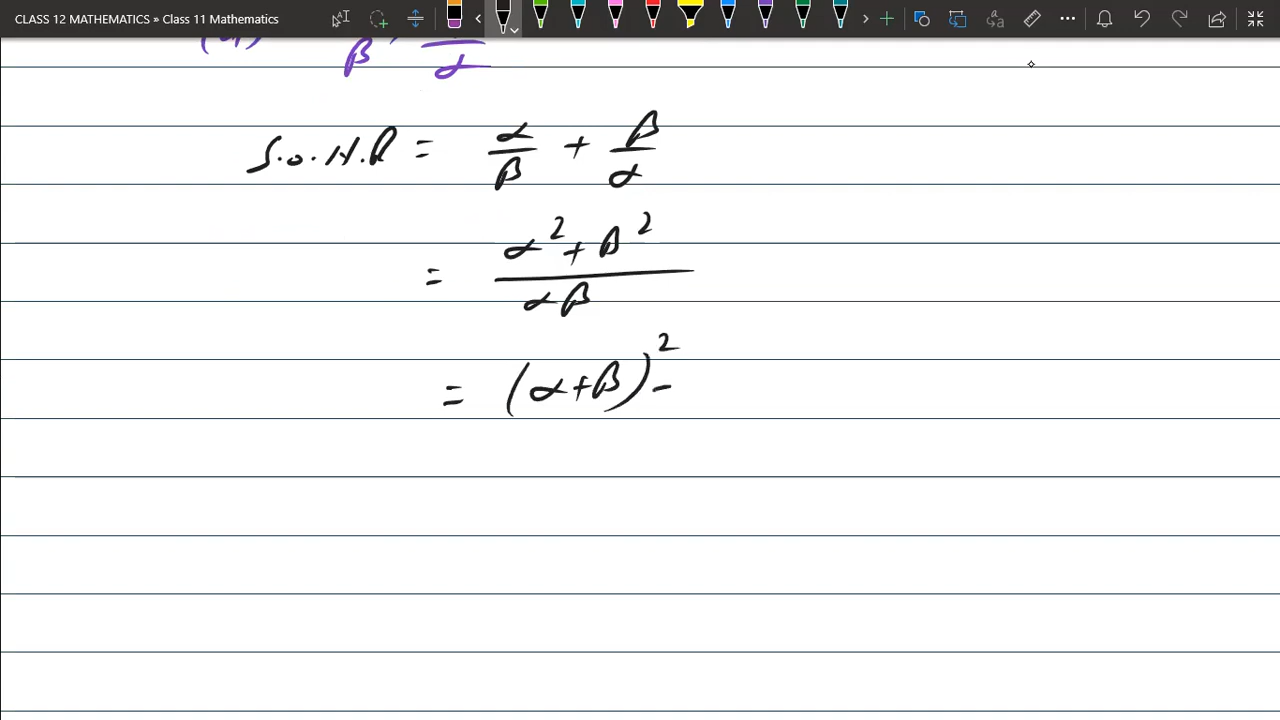 CLASS 12 MATHEMATICS » Class 11 Mathematics
β , α
S.O.N.R = α/β + β/α
= α² + β² / αβ
= (α+β)² -